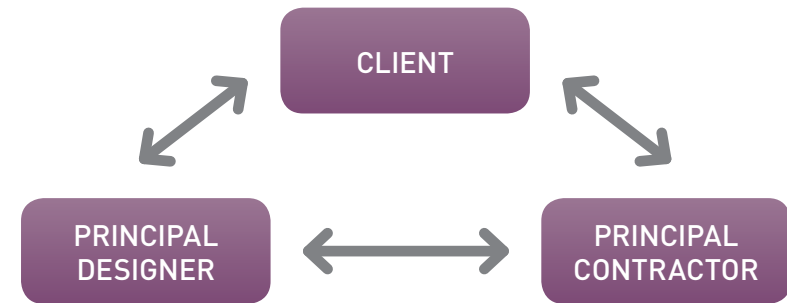 CLIENT
PRINCIPAL
DESIGNER
PRINCIPAL
CONTRACTOR